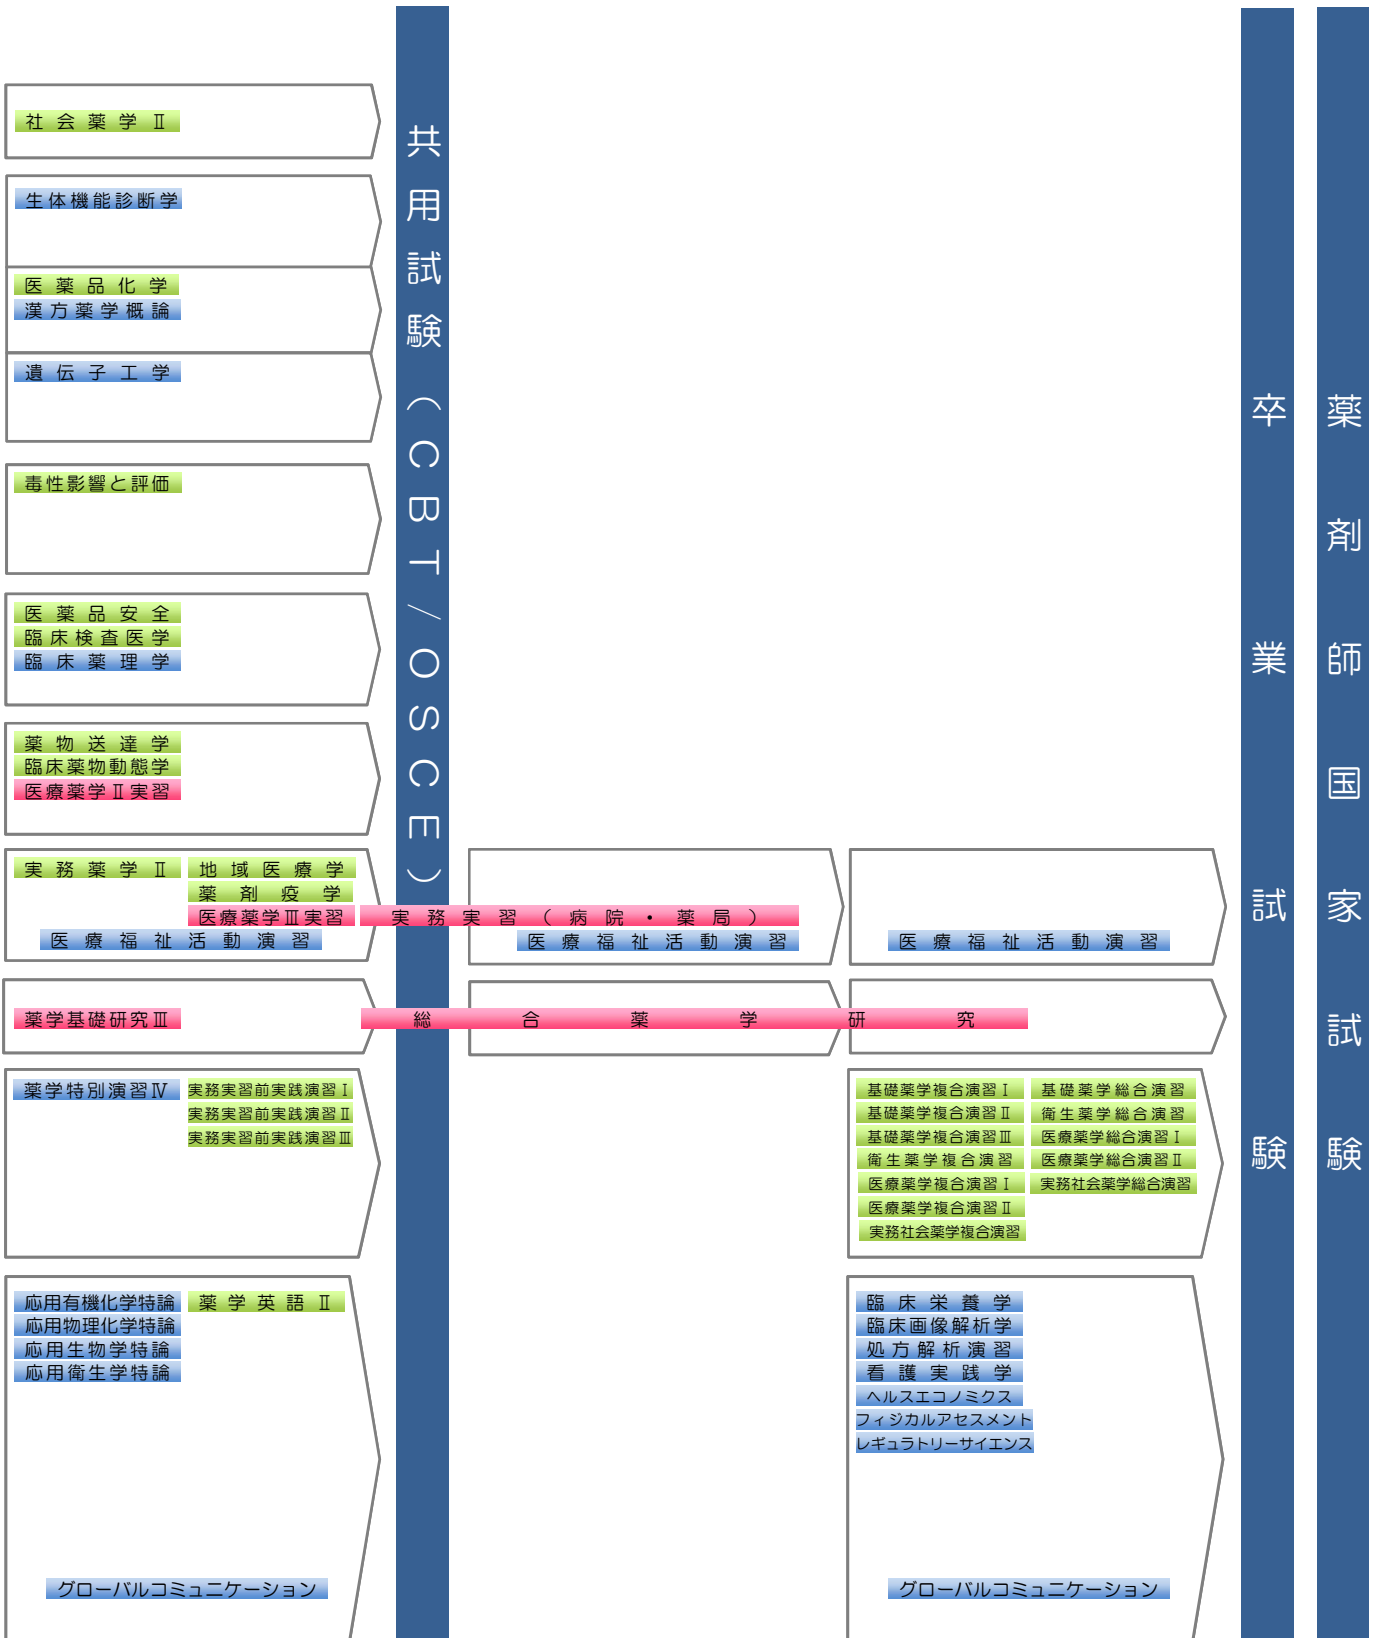 社会薬学Ⅱ
生体機能診断学
医薬品化学
漢方薬学概論
遺伝子工学
毒性影響と評価
医薬品安全
臨床検査医学
臨床薬理学
薬物送達学
臨床薬物動態学
医療薬学Ⅱ実習
実務薬学Ⅱ
地域医療学
薬剤疫学
医療薬学Ⅲ実習
医療福祉活動演習
薬学基礎研究Ⅲ
薬学特別演習Ⅳ
実務実習前実践演習Ⅰ
実務実習前実践演習Ⅱ
実務実習前実践演習Ⅲ
応用有機化学特論
薬学英語Ⅱ
応用物理化学特論
応用生物学特論
応用衛生学特論
グローバルコミュニケーション
共用試験（CBT/OSCE）
実務実習（病院・薬局）
医療福祉活動演習
総合薬学研究
医療福祉活動演習
基礎薬学複合演習Ⅰ
基礎薬学複合演習Ⅱ
基礎薬学複合演習Ⅲ
衛生薬学複合演習
医療薬学複合演習Ⅰ
医療薬学複合演習Ⅱ
実務社会薬学複合演習
基礎薬学総合演習
衛生薬学総合演習
医療薬学総合演習Ⅰ
医療薬学総合演習Ⅱ
実務社会薬学総合演習
臨床栄養学
臨床画像解析学
処方解析演習
看護実践学
ヘルスエコノミクス
フィジカルアセスメント
レギュラトリーサイエンス
グローバルコミュニケーション
卒業試験
薬剤師国家試験